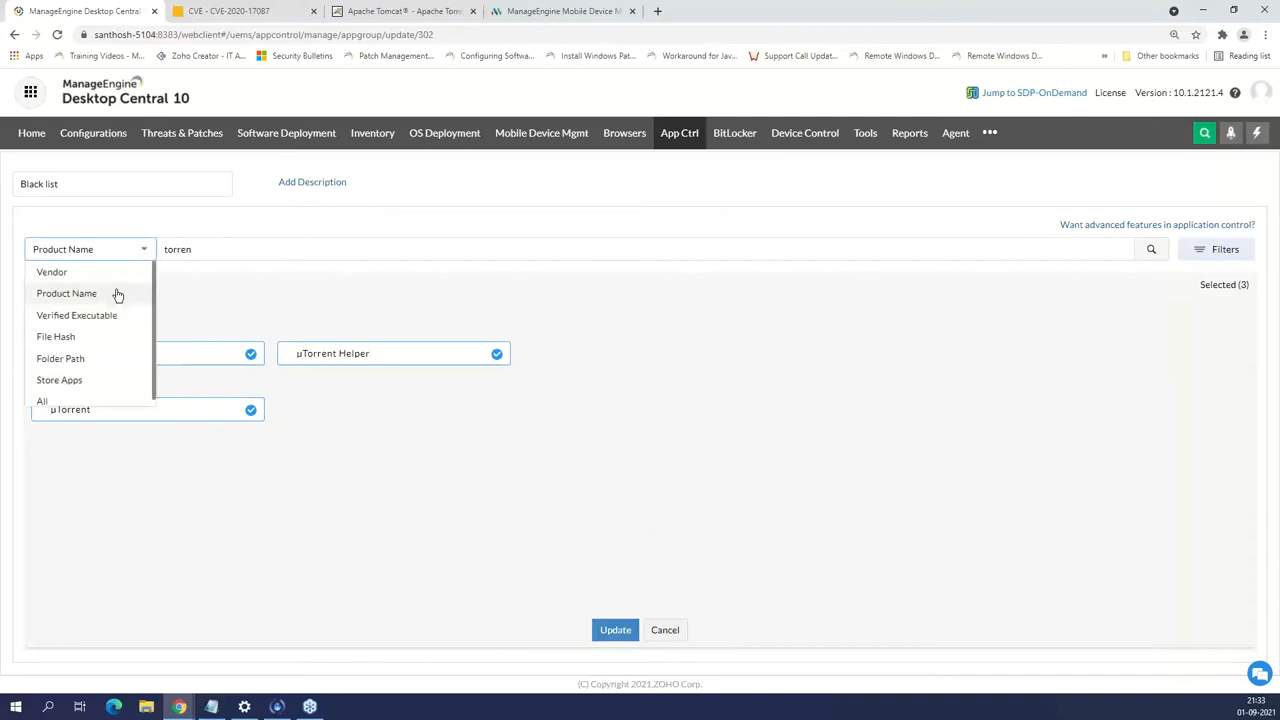 ManageEngine Desktop Central
CVE - CVE-2020-17087
Apache Tomcat® - Apache Tom
ManageEngine Mobile Device M
santhosh-5104:8383/webclient#/uems/appcontrol/manage/appgroup/update/302
Apps
Training Videos - M...
Zoho Creator - IT A...
Security Bulletins
Patch Management...
Configuring Softwa...
Install Windows Pat...
Workaround for Jav...
Support Call Updat...
Remote Windows D...
Remote Windows D...
Other bookmarks
Reading list
ManageEngine
Desktop Central 10
Jump to SDP-OnDemand
License
Version : 10.1.2121.4
Home
Configurations
Threats & Patches
Software Deployment
Inventory
OS Deployment
Mobile Device Mgmt
Browsers
App Ctrl
BitLocker
Device Control
Tools
Reports
Agent
Black list
Add Description
Want advanced features in application control?
Product Name
torren
Filters
Vendor
Product Name
Verified Executable
File Hash
Folder Path
Store Apps
All
Selected (3)
µTorrent Helper
µTorrent
Update
Cancel
(C) Copyright 2021,ZOHO Corp.
21:33
01-09-2021